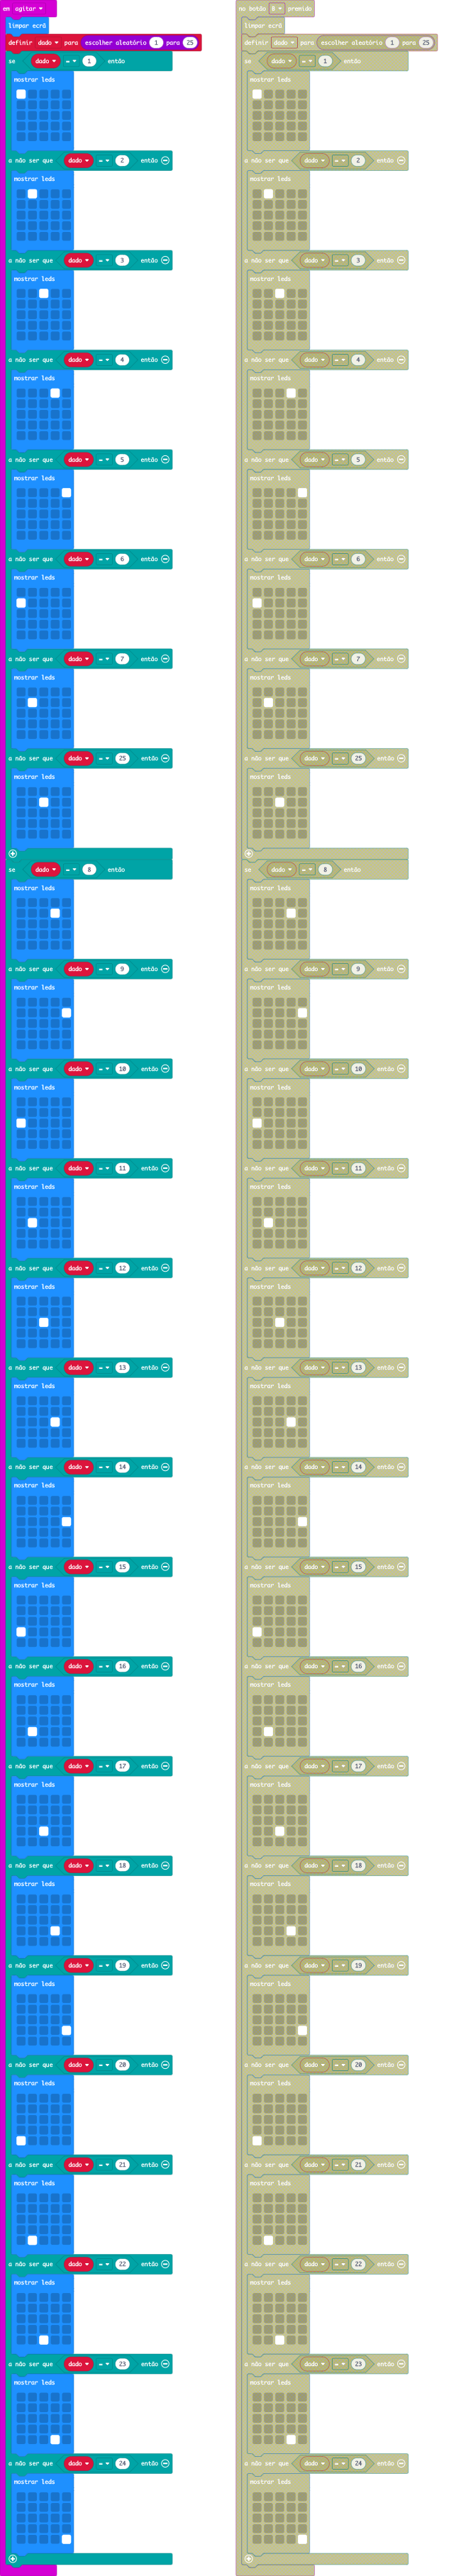 em agitar
limpar ecrã
definir dado para escolher aleatório 1 para 25
se dado = 1 então
mostrar leds
a não ser que dado = 2 então
mostrar leds
a não ser que dado = 3 então
mostrar leds
a não ser que dado = 4 então
mostrar leds
a não ser que dado = 5 então
mostrar leds
a não ser que dado = 6 então
mostrar leds
a não ser que dado = 7 então
mostrar leds
a não ser que dado = 25 então
mostrar leds
se dado = 8 então
mostrar leds
a não ser que dado = 9 então
mostrar leds
a não ser que dado = 10 então
mostrar leds
a não ser que dado = 11 então
mostrar leds
a não ser que dado = 12 então
mostrar leds
a não ser que dado = 13 então
mostrar leds
a não ser que dado = 14 então
mostrar leds
a não ser que dado = 15 então
mostrar leds
a não ser que dado = 16 então
mostrar leds
a não ser que dado = 17 então
mostrar leds
a não ser que dado = 18 então
mostrar leds
a não ser que dado = 19 então
mostrar leds
a não ser que dado = 20 então
mostrar leds
a não ser que dado = 21 então
mostrar leds
a não ser que dado = 22 então
mostrar leds
a não ser que dado = 23 então
mostrar leds
a não ser que dado = 24 então
mostrar leds
no botão B premido
limpar ecrã
definir dado para escolher aleatório 1 para 25
se dado = 1 então
mostrar leds
a não ser que dado = 2 então
mostrar leds
a não ser que dado = 3 então
mostrar leds
a não ser que dado = 4 então
mostrar leds
a não ser que dado = 5 então
mostrar leds
a não ser que dado = 6 então
mostrar leds
a não ser que dado = 7 então
mostrar leds
a não ser que dado = 25 então
mostrar leds
se dado = 8 então
mostrar leds
a não ser que dado = 9 então
mostrar leds
a não ser que dado = 10 então
mostrar leds
a não ser que dado = 11 então
mostrar leds
a não ser que dado = 12 então
mostrar leds
a não ser que dado = 13 então
mostrar leds
a não ser que dado = 14 então
mostrar leds
a não ser que dado = 15 então
mostrar leds
a não ser que dado = 16 então
mostrar leds
a não ser que dado = 17 então
mostrar leds
a não ser que dado = 18 então
mostrar leds
a não ser que dado = 19 então
mostrar leds
a não ser que dado = 20 então
mostrar leds
a não ser que dado = 21 então
mostrar leds
a não ser que dado = 22 então
mostrar leds
a não ser que dado = 23 então
mostrar leds
a não ser que dado = 24 então
mostrar leds